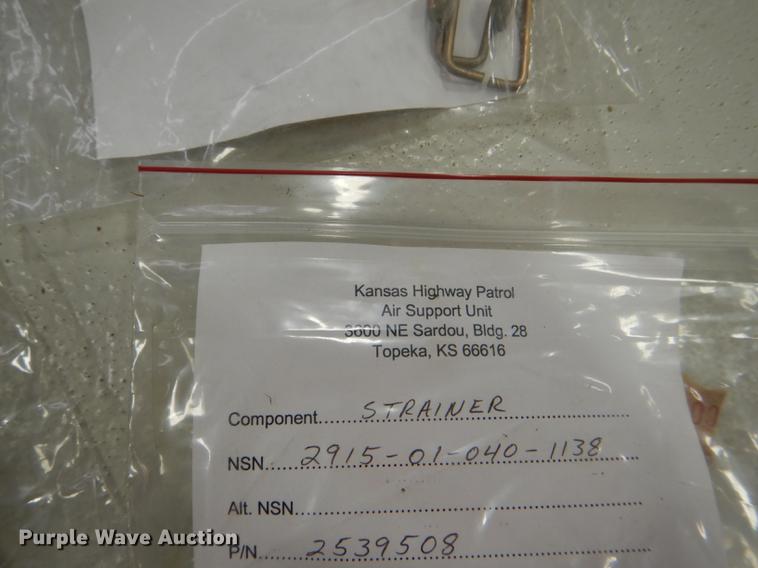 Kansas Highway Patrol
Air Support Unit
3600 NE Sardou, Bldg. 28
Topeka, KS 66616
Component.....STRAINER
NSN.....2915-01-040-1138
Alt. NSN.....
P/N.....2539508
Purple Wave Auction